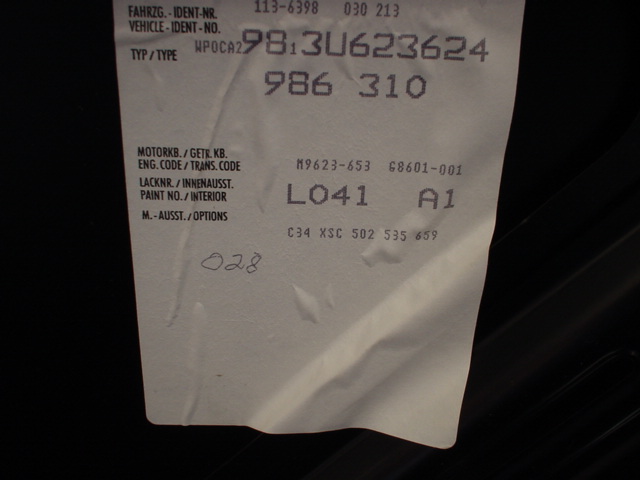 FAHRZG.-IDENT-NR. 113-6398 030 213
VEHICLE-IDENT-NO.
WP0CA2 9813U623624
TYP/TYPE 986 310
MOTORKB./GETR.KB.
ENG.CODE/TRANS.CODE M9623-653 G8601-001
LACKNR./INNENAUSST.
PAINT NO./INTERIOR L041 A1
M.-AUSST./OPTIONS
C34 XSC 502 535 659
028